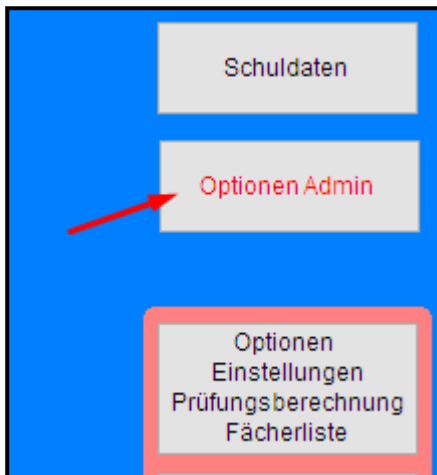 Schuldaten
Optionen Admin
Optionen
Einstellungen
Prüfungsberechnung
Fächerliste